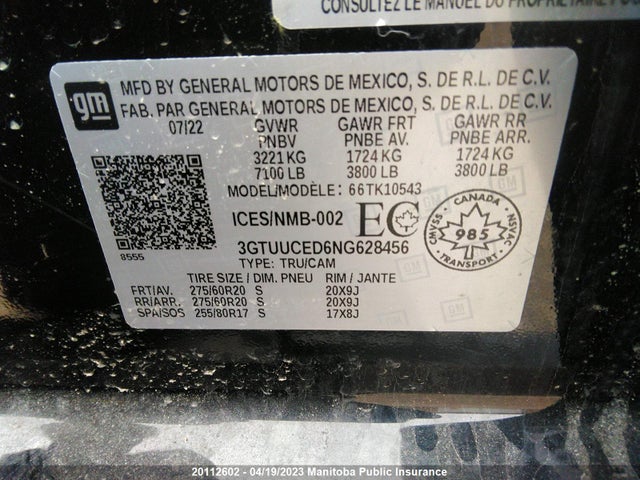 CONSULTEZ LE MANUEL DU PROPRIÉTAIRE POUR
gm
MFD BY GENERAL MOTORS DE MEXICO, S. DE R.L. DE C.V.
FAB. PAR GENERAL MOTORS DE MEXICO, S. DE R.L. DE C.V.
07/22 GVWR GAWR FRT GAWR RR
PNBV PNBE AV. PNBE ARR.
3221 KG 1724 KG 1724 KG
7100 LB 3800 LB 3800 LB
MODEL/MODÈLE: 66TK10543
ICES/NMB-002 EC
CANADA
CMVSS 985 NSVAC
8555
3GTUUCED6NG628456
TYPE: TRU/CAM
TIRE SIZE / DIM. PNEU RIM / JANTE
FRT/AV. 275/60R20 S 20X9J
RR/ARR. 275/60R20 S 20X9J
SPA/SOS 255/80R17 S 17X8J
20112602 - 04/19/2023 Manitoba Public Insurance